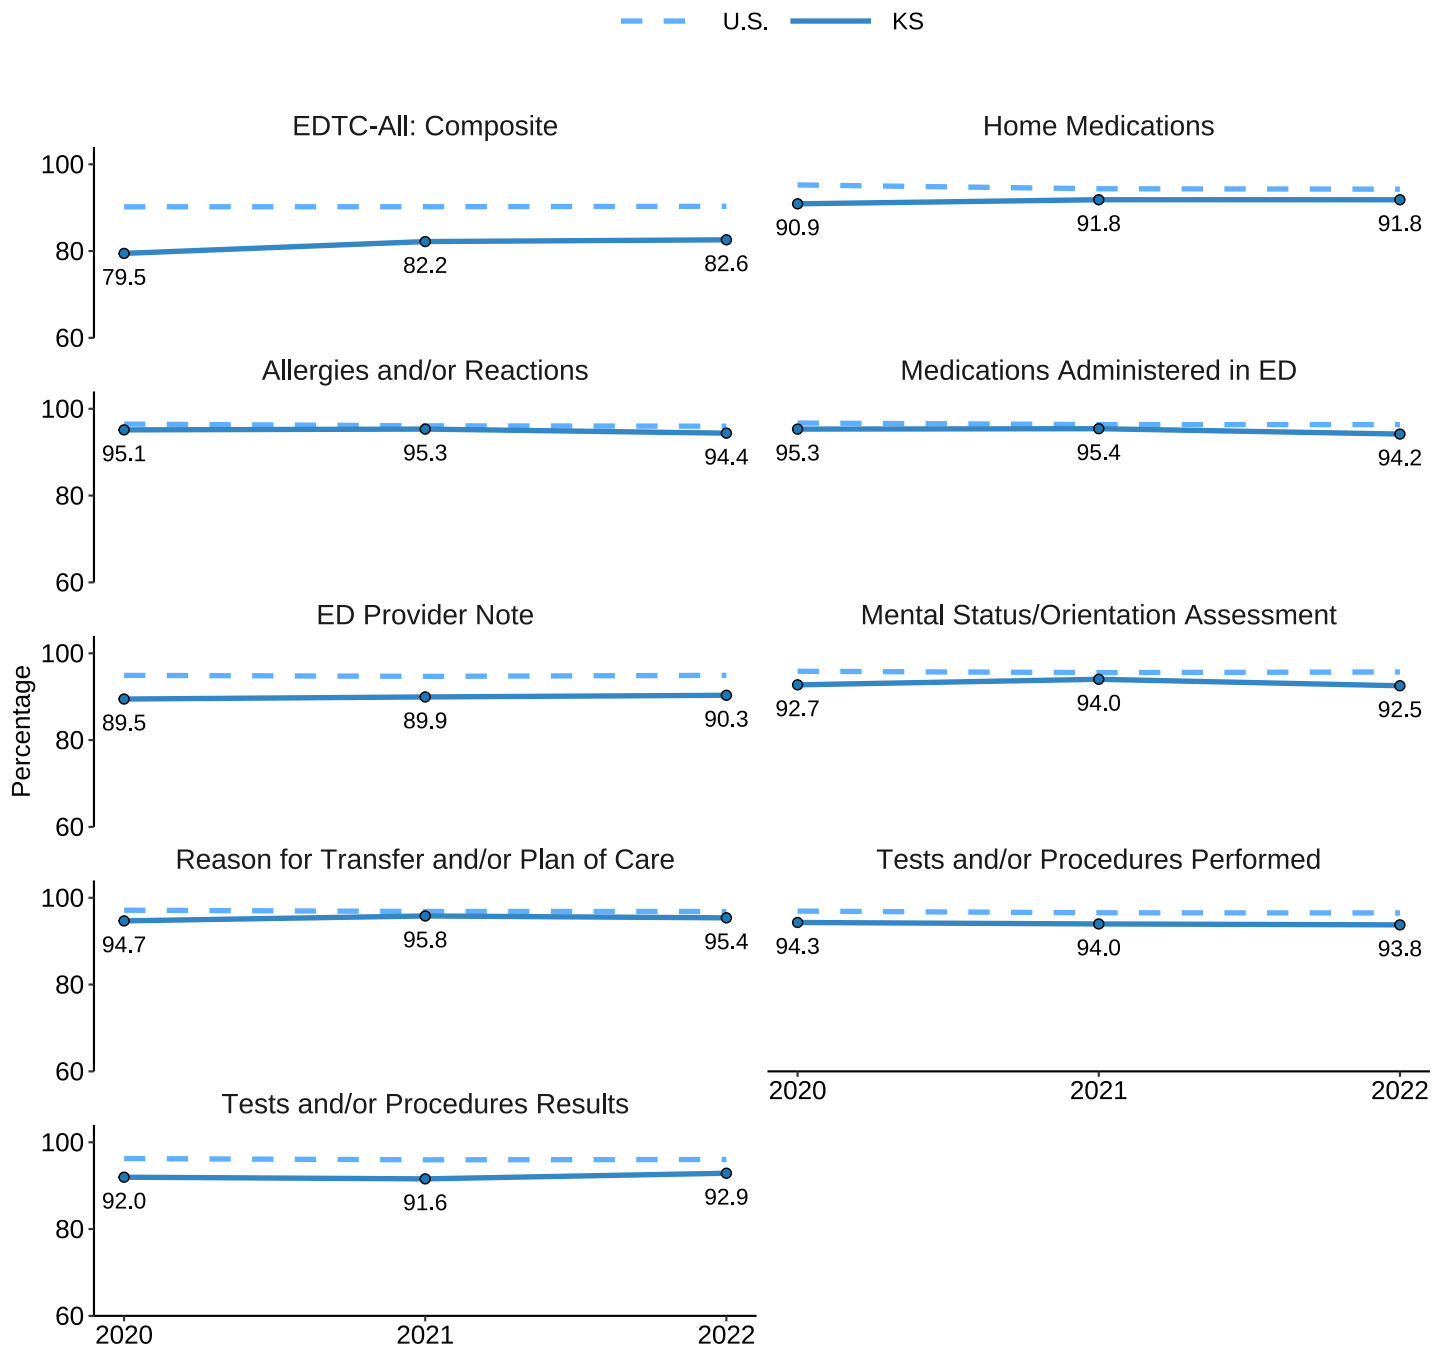 U.S. KS
EDTC-All: Composite
100
80
60
79.5 82.2 82.6
Home Medications
90.9 91.8 91.8
Allergies and/or Reactions
100
80
60
95.1 95.3 94.4
Medications Administered in ED
95.3 95.4 94.2
Percentage
ED Provider Note
100
80
60
89.5 89.9 90.3
Mental Status/Orientation Assessment
92.7 94.0 92.5
Reason for Transfer and/or Plan of Care
100
80
60
94.7 95.8 95.4
Tests and/or Procedures Performed
94.3 94.0 93.8
2020 2021 2022
Tests and/or Procedures Results
100
80
60
92.0 91.6 92.9
2020 2021 2022